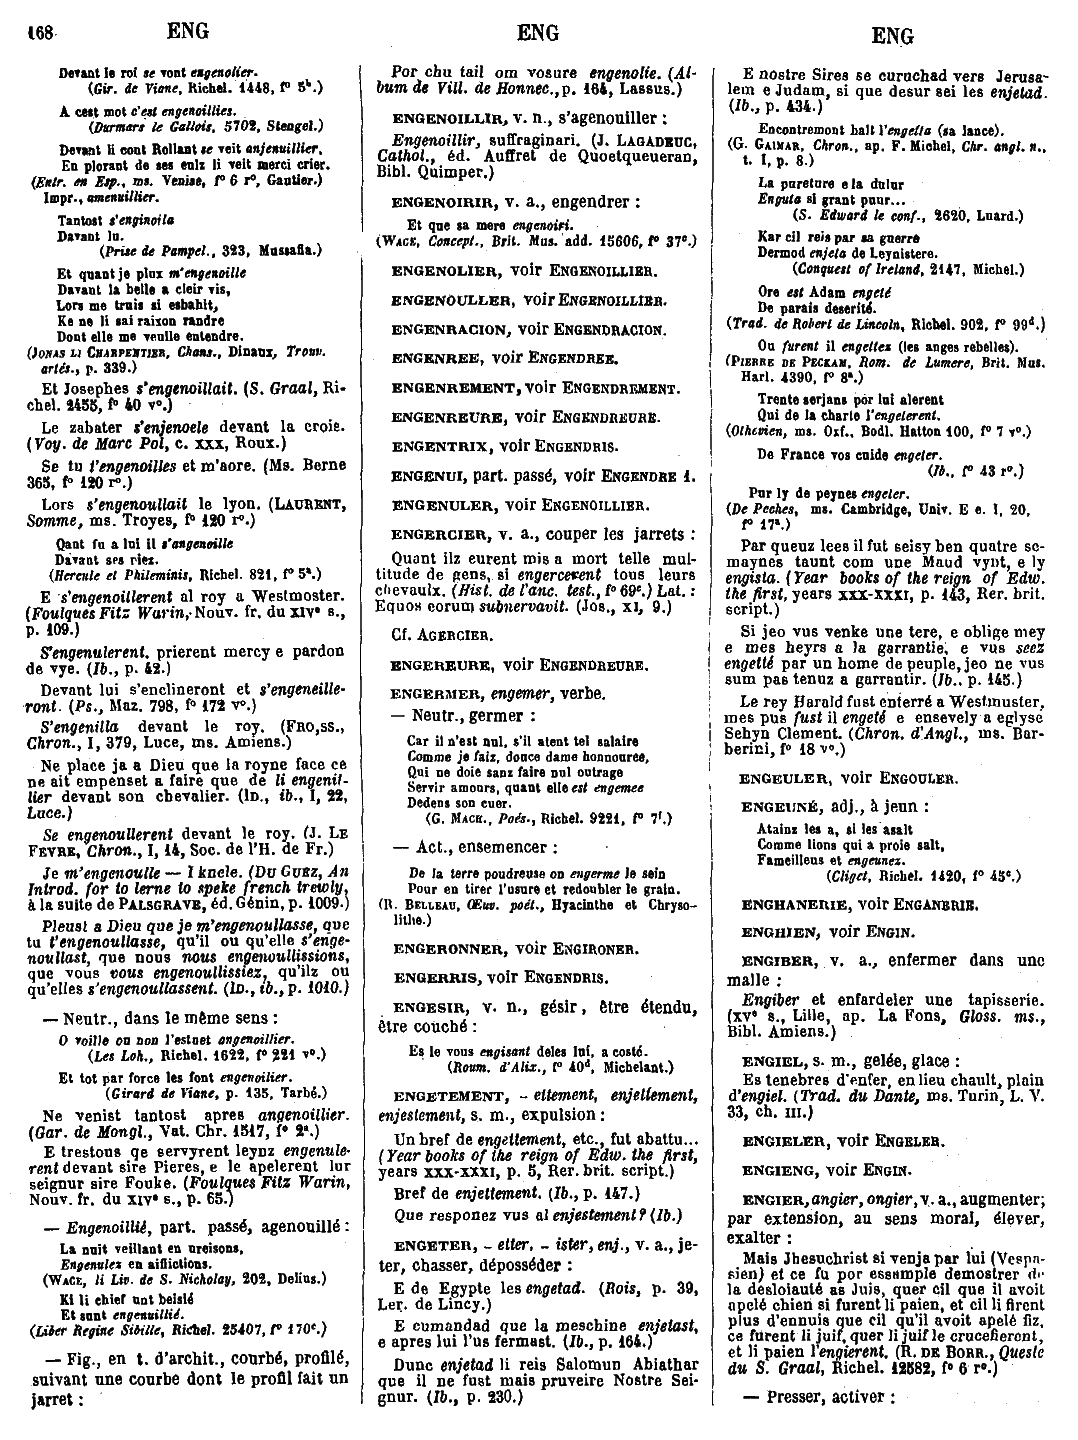 168 ENG ENG ENG
Devant le roi se vont engenolier.
(Gir. de Viane, Richel. 1448, f° 5ᵇ.)
A cest mot c'est engenoillies.
(Durmars le Gallois, 5702, Stengel.)
Devant li cont Rollant se veit anjenuillier,
En plorant de ses eulz li veit merci crier.
(Entr. en Esp., ms. Venise, f° 6 r°, Gautier.)
Impr., amenuillier.
Tantost s'enginoila
Davant lu.
(Prise de Pampel., 323, Mussafia.)
Et quant je plux m'engenoille
Davant la belle a cleir vis,
Lors me truis si esbahit,
Ke ne li sai raixon randre
Dont elle me veulle entendre.
(JONAS LI CHARPENTIER, Chans., Dinaux, Trouv.
artés., p. 339.)
Et Josephes s'engenoillait. (S. Graal, Ri-
chel. 2455, f° 40 v°.)
Le zabater s'enjenoele devant la crois.
(Voy. de Marc Pol, c. XXX, Roux.)
Se tu t'engenoilles et m'aore. (Ms. Berne
365, f° 120 r°.)
Lors s'engenoullait le lyon. (LAURENT,
Somme, ms. Troyes, f° 120 r°.)
Qant fu a lui il s'angenoille
Davant ses piez.
(Hercule et Phileminis, Richel. 821, f° 5ᵇ.)
E s'engenoillerent al roy a Westmoster.
(Foulques Fitz Warin, Nouv. fr. du XIVᵉ s.,
p. 109.)
S'engenulerent, prierent mercy e pardon
de vye. (Ib., p. 42.)
Devant lui s'enclineront et s'engeneille-
ront. (Ps., Maz. 798, f° 172 v°.)
S'engenilla devant le roy. (FROISS.,
Chron., I, 379, Luce, ms. Amiens.)
Ne place ja a Dieu que la royne face ce
ne ait empenset a faire que de li engenil-
lier devant son chevalier. (ID., ib., I, 22,
Luce.)
Se engenoullerent devant le roy. (J. LE
FEVRE, Chron., I, 14, Soc. de l'H. de Fr.)
Je m'engenoulle — I knele. (DU GUEZ, An
Introd. for to lerne to speke french trewly,
à la suite de PALSGRAVE, éd. Génin, p. 1009.)
Pleust a Dieu que je m'engenoullasse, que
tu t'engenoullasse, qu'il ou qu'elle s'enge-
noullast, que nous nous engenoullissions,
que vous vous engenoullissiez, qu'ilz ou
qu'elles s'engenoullassent. (ID., ib., p. 1010.)
— Neutr., dans le même sens :
O voille ou non l'estuet angenoillier.
(Les Loh., Richel. 1622, f° 221 v°.)
Et tot par force les font engenoilier.
(Girard de Viane, p. 135, Tarbé.)
Ne venist tantost apres angenoillier.
(Gar. de Mongl., Vat. Chr. 1517, f° 2ᵃ.)
E trestous qe servyrent leynz engenule-
rent devant sire Pieres, e le apelerent lur
seignur sire Fouke. (Foulques Fitz Warin,
Nouv. fr. du XIVᵉ s., p. 65.)
— Engenoillié, part. passé, agenouillé :
La nuit veillant en ureisons,
Engenulez en aflictions.
(WACE, li Liv. de S. Nicholay, 202, Delius.)
Ki li chief unt beislé
Et sunt engenuillié.
(Liber Regine Sibille, Richel. 25407, f° 170ᶜ.)
— Fig., en t. d'archit., courbé, profilé,
suivant une courbe dont le profil fait un
jarret :
Por chu tail om vosure engenolie. (Al-
bum de Vill. de Honnec., p. 164, Lassus.)
ENGENOILLIR, v. n., s'agenouiller :
Engenoillir, suffraginari. (J. LAGADEUC,
Cathol., éd. Auffret de Quoetqueueran,
Bibl. Quimper.)
ENGENOIRIR, v. a., engendrer :
Et que sa mere engenoiri.
(WACE, Concept., Brit. Mus. add. 15606, f° 37ᶜ.)
ENGENOLIER, voir ENGENOILLIER.
ENGENOULLER, voir ENGENOILLIER.
ENGENRACION, voir ENGENDRACION.
ENGENREE, voir ENGENDREE.
ENGENREMENT, voir ENGENDREMENT.
ENGENREURE, voir ENGENDREURE.
ENGENTRIX, voir ENGENDRIS.
ENGENUI, part. passé, voir ENGENDRE 1.
ENGENULER, voir ENGENOILLIER.
ENGERCIER, v. a., couper les jarrets :
Quant ilz eurent mis a mort telle mul-
titude de gens, si engercerent tous leurs
chevaulx. (Hist. de l'anc. test., f° 69ᶜ.) Lat. :
Equos eorum subnervavit. (Jos., XI, 9.)
Cf. AGERCIER.
ENGEREURE, voir ENGENDREURE.
ENGERMER, engemer, verbe.
— Neutr., germer :
Car il n'est nul, s'il atent tel salaire
Comme je faiz, douce dame honnouree,
Qui ne doie sanz faire nul outrage
Servir amours, quant elle est engemee
Dedens son cuer.
(G. MACH., Poés., Richel. 9221, f° 7ᶠ.)
— Act., ensemencer :
De la terre poudreuse on engerme le sein
Pour en tirer l'usure et redoubler le grain.
(R. BELLEAU, Œuv. poét., Hyacinthe et Chryso-
lithe.)
ENGERONNER, voir ENGIRONER.
ENGERRIS, voir ENGENDRIS.
ENGESIR, v. n., gésir, être étendu,
être couché :
Es le vous engisant deles lui, a costé.
(Roum. d'Alix., f° 40ᵈ, Michelant.)
ENGETEMENT, - ettement, enjettement,
enjestement, s. m., expulsion :
Un bref de engettement, etc., fut abattu...
(Year books of the reign of Edw. the first,
years XXX-XXXI, p. 5, Rer. brit. script.)
Bref de enjettement. (Ib., p. 147.)
Que responez vus al enjestement? (Ib.)
ENGETER, - etter, - ister, enj., v. a., je-
ter, chasser, déposséder :
E de Egypte les engetad. (Rois, p. 39,
Ler. de Lincy.)
E cumandad que la meschine enjetast,
e apres lui l'us fermast. (Ib., p. 164.)
Dunc enjetad li reis Salomun Abiathar
que il ne fust mais pruveire Nostre Sei-
gnur. (Ib., p. 230.)
E nostre Sires se curuchad vers Jerusa-
lem e Judam, si que desur sei les enjetad.
(Ib., p. 434.)
Encontremont halt l'engetta (sa lance).
(G. GAIMAR, Chron., ap. F. Michel, Chr. angl. n.,
t. I, p. 8.)
La pureture e la dulur
Enguta si grant puur...
(S. Edward le conf., 2620, Luard.)
Kar cil reis par sa guerre
Dermod enjeta de Leynistere.
(Conquest of Ireland, 2147, Michel.)
Ore est Adam engeté
De parais deserité.
(Trad. de Robert de Lincoln, Richel. 902, f° 99ᵈ.)
Ou furent il engettez (les anges rebelles).
(PIERRE DE PECKAM, Rom. de Lumere, Brit. Mus.
Harl. 4390, f° 8ᵃ.)
Trente serjans por lui alerent
Qui de la chartre l'engeterent.
(Othevien, ms. Oxf., Bodl. Hatton 100, f° 7 v°.)
De France vos cuide engeter.
(Ib., f° 43 r°.)
Pur ly de peynes engeter.
(De Peches, ms. Cambridge, Univ. E e. I, 20,
f° 17ᵃ.)
Par queuz lees il fut seisy ben quatre se-
maynes taunt com une Maud vynt, e ly
engista. (Year books of the reign of Edw.
the first, years XXX-XXXI, p. 143, Rer. brit.
script.)
Si jeo vus venke une tere, e oblige mey
e mes heyrs a la garrantie, e vus seez
engetté par un home de peuple, jeo ne vus
sum pas tenuz a garrantir. (Ib., p. 145.)
Le rey Harald fust enterré a Westmuster,
mes pus fust il engeté e ensevely a eglyse
Sebyn Clement. (Chron. d'Angl., ms. Bar-
berini, f° 18 v°.)
ENGEULER, voir ENGOULER.
ENGEUNÉ, adj., à jeun :
Atainz les a, si les asalt
Comme lions qui a proie salt,
Fameilleus et engeunez.
(Cliget, Richel. 1420, f° 45ᶜ.)
ENGHANERIE, voir ENGANERIE.
ENGHIEN, voir ENGIN.
ENGIBER, v. a., enfermer dans une
malle :
Engiber et enfardeler une tapisserie.
(XVᵉ s., Lille, ap. La Fons, Gloss. ms.,
Bibl. Amiens.)
ENGIEL, s. m., gelée, glace :
Es tenebres d'enfer, en lieu chault, plain
d'engiel. (Trad. du Dante, ms. Turin, L. V.
33, ch. III.)
ENGIELER, voir ENGELER.
ENGIENG, voir ENGIN.
ENGIER, angier, ongier, v. a., augmenter;
par extension, au sens moral, élever,
exalter :
Mais Jhesuchrist si venja par lui (Vespa-
sien) et ce fu por essample demostrer de
la desloiauté as Juis, quer cil que il avoit
apelé chien si furent li paien, et cil li firent
plus d'ennuis que cil qu'il avoit apelé fiz,
ce furent li juif, quer li juif le crucefierent,
et li paien l'engierent. (R. DE BORR., Queste
du S. Graal, Richel. 12582, f° 6 r°.)
— Presser, activer :